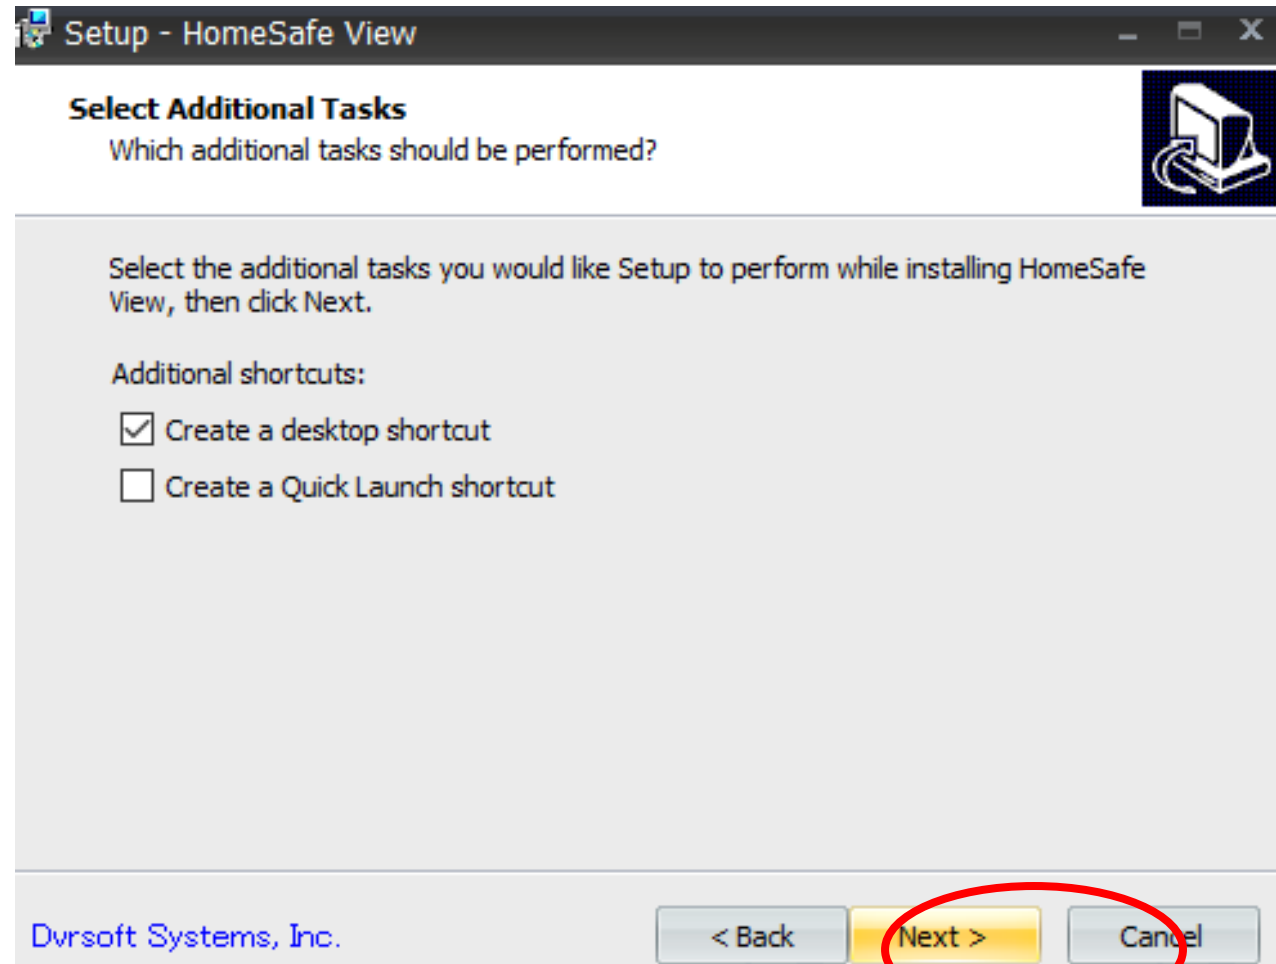 Setup - HomeSafe View
Select Additional Tasks
Which additional tasks should be performed?
Select the additional tasks you would like Setup to perform while installing HomeSafe
View, then click Next.
Additional shortcuts:
Create a desktop shortcut
Create a Quick Launch shortcut
Dvrsoft Systems, Inc.
< Back
Next >
Cancel